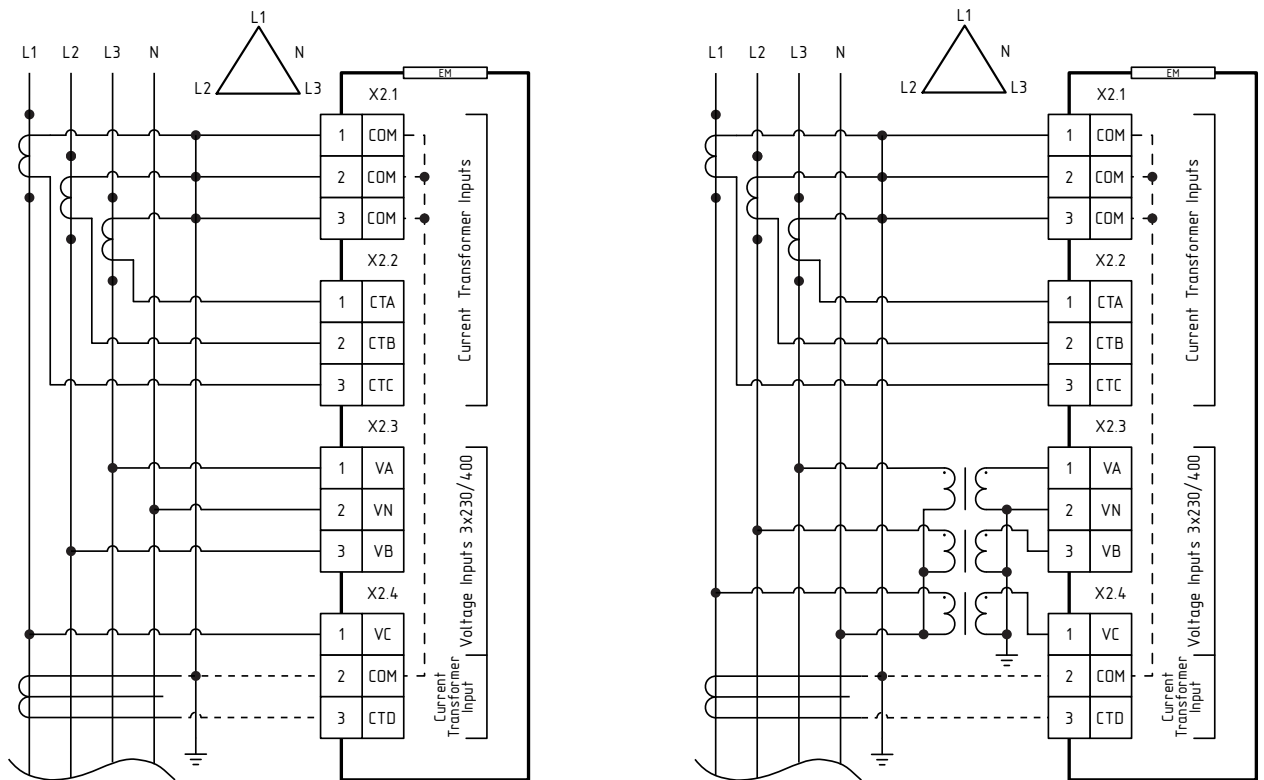 L1
L1 L2 L3 N
N
L2 L3
EM
X2.1
1 COM
2 COM
3 COM
X2.2
1 CTA
2 CTB
3 CTC
Current Transformer Inputs
X2.3
1 VA
2 VN
3 VB
X2.4
1 VC
Voltage Inputs 3x230/400
2 COM
3 CTD
Current
Transformer
Input
L1
L1 L2 L3 N
N
L2 L3
EM
X2.1
1 COM
2 COM
3 COM
X2.2
1 CTA
2 CTB
3 CTC
Current Transformer Inputs
X2.3
1 VA
2 VN
3 VB
X2.4
1 VC
Voltage Inputs 3x230/400
2 COM
3 CTD
Current
Transformer
Input